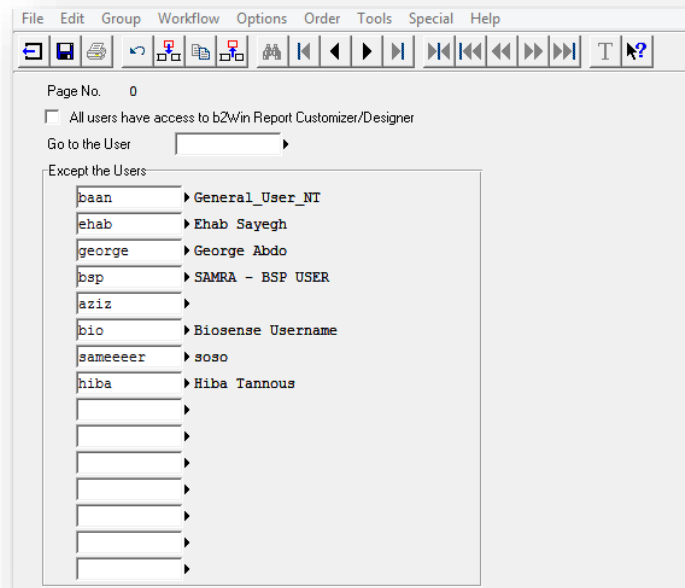 File Edit Group Workflow Options Order Tools Special Help
T ?
Page No. 0
All users have access to b2Win Report Customizer/Designer
Go to the User
Except the Users
baan General_User_NT
ehab Ehab Sayegh
george George Abdo
bsp SAMRA - BSP USER
aziz
bio Biosense Username
sameeeer soso
hiba Hiba Tannous